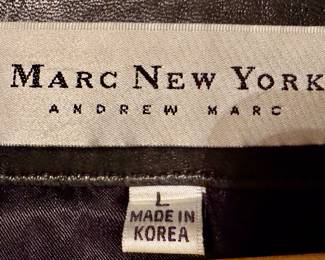 MARC NEW YORK
ANDREW MARC
L
MADE IN
KOREA